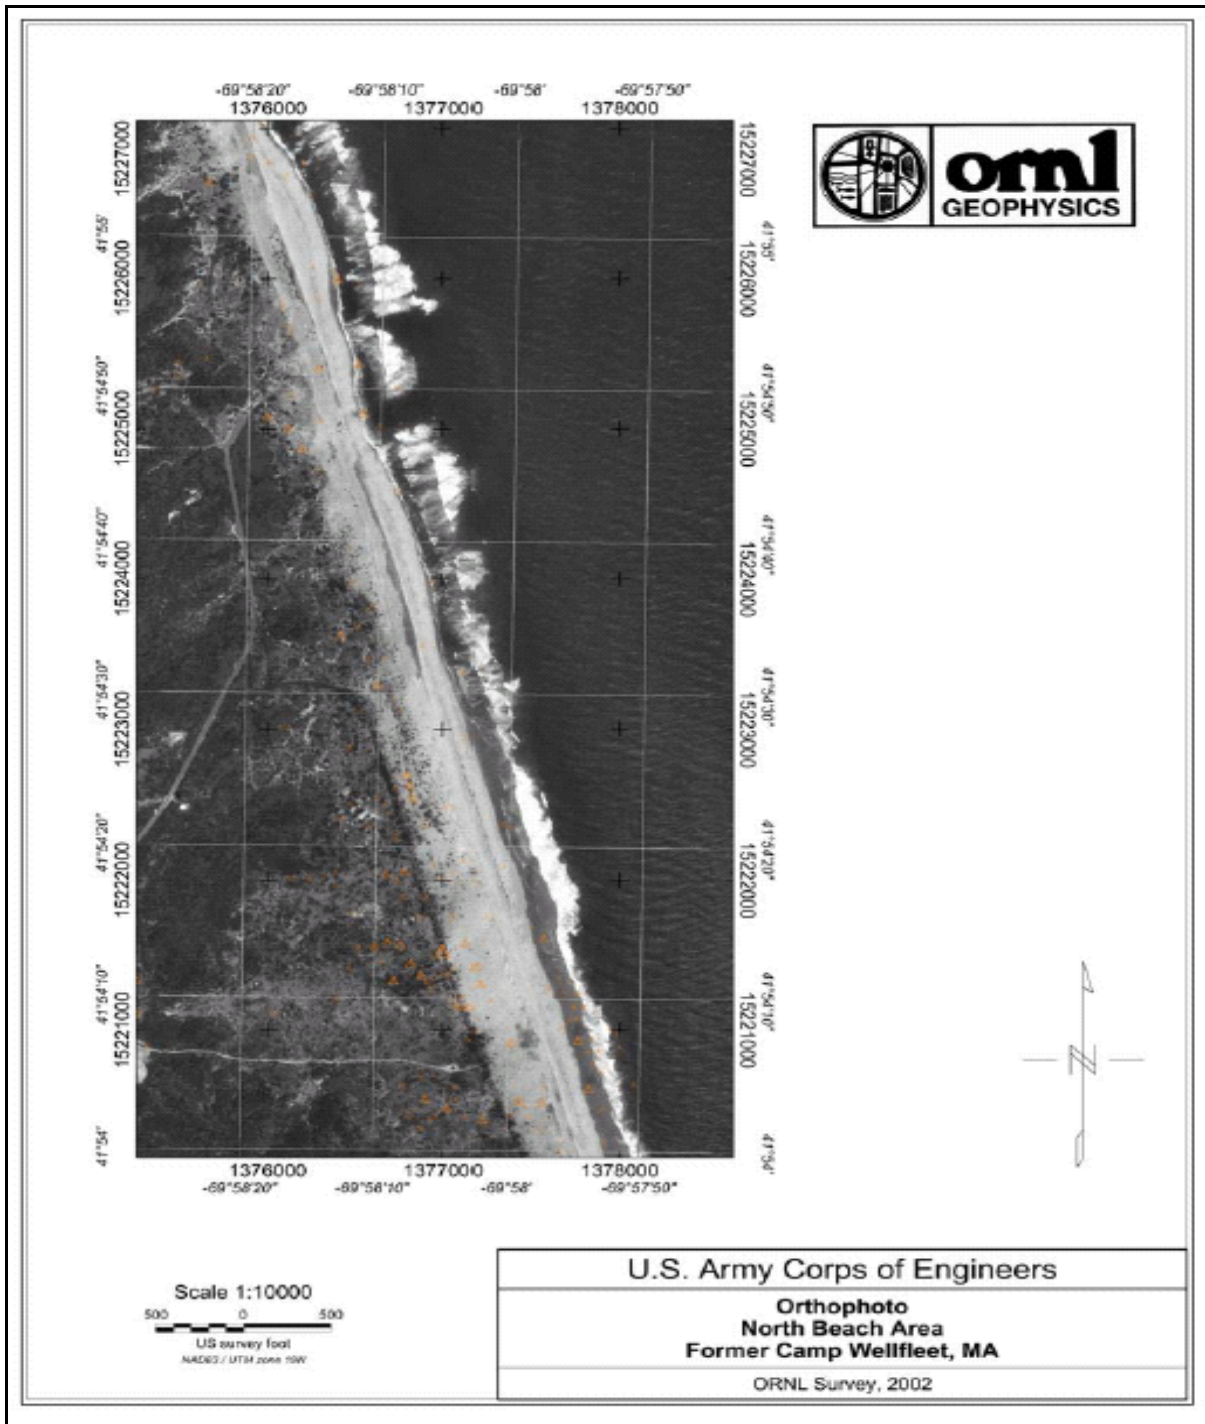 -69°58'20" -69°58'10" -69°58' -69°57'50"
1376000 1377000 1378000
15227000
41°55'
15226000
41°54'50"
15225000
41°54'40"
15224000
41°54'30"
15223000
41°54'20"
15222000
41°54'10"
15221000
41°54'
15227000
41°55'
15226000
41°54'50"
15225000
41°54'40"
15224000
41°54'30"
15223000
41°54'20"
15222000
41°54'10"
15221000
41°54'
1376000 1377000 1378000
-69°58'20" -69°58'10" -69°58' -69°57'50"
ornl
GEOPHYSICS
N
Scale 1:10000
500 0 500
US survey foot
NAD83 / UTM zone 19N
U.S. Army Corps of Engineers
Orthophoto
North Beach Area
Former Camp Wellfleet, MA
ORNL Survey, 2002